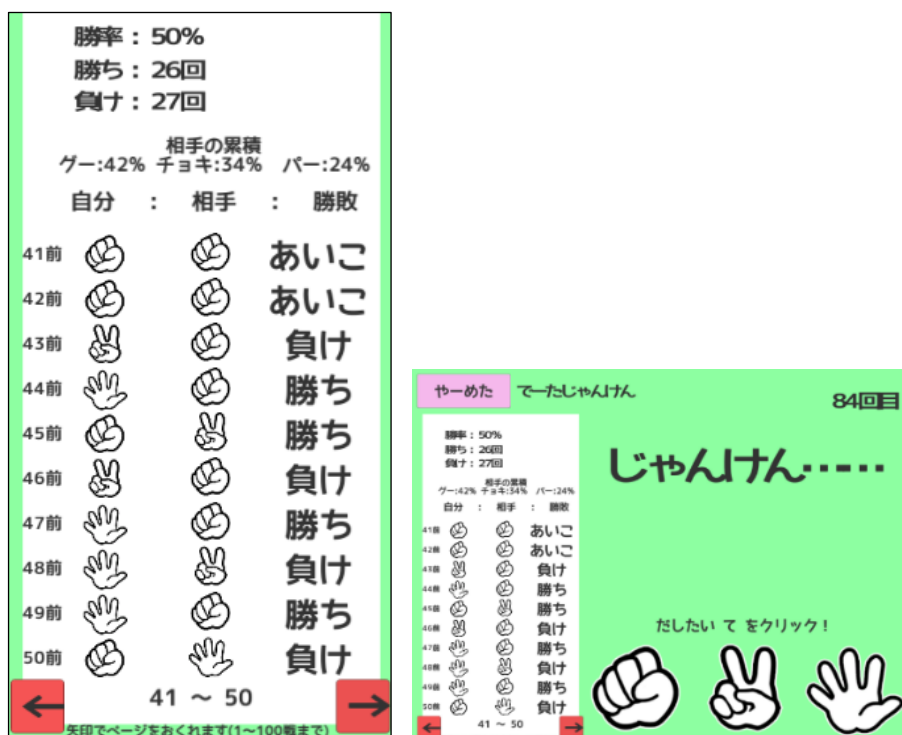 勝率：50%
勝ち：26回
負け：27回
相手の累積
グー:42% チョキ:34% パー:24%
自分 : 相手 : 勝敗
41前 あいこ
42前 あいこ
43前 負け
44前 勝ち
45前 勝ち
46前 負け
47前 勝ち
48前 負け
49前 勝ち
50前 負け
← 41 ～ 50 →
矢印でページをおくれます(1～100戦まで)
やーめた でーたじゃんけん
84回目
勝率：50%
勝ち：26回
負け：27回
相手の累積
グー:42% チョキ:34% パー:24%
自分 : 相手 : 勝敗
41前 あいこ
42前 あいこ
43前 負け
44前 勝ち
45前 勝ち
46前 負け
47前 勝ち
48前 負け
49前 勝ち
50前 負け
← 41 ～ 50 →
じゃんけん……
だしたい て をクリック！